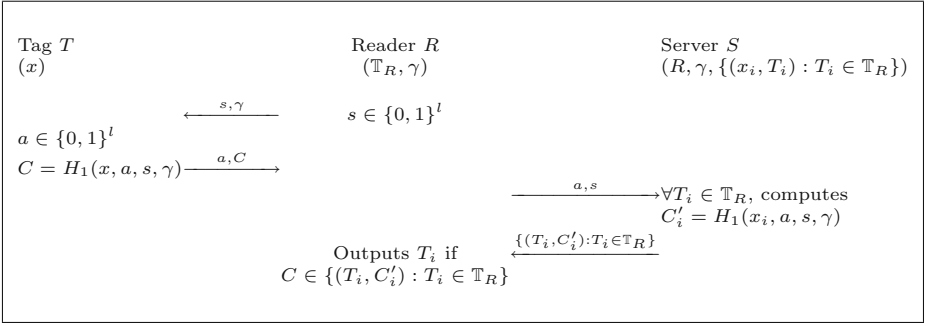 Tag T Reader R Server S
(x) (𝕋_R, γ) (R, γ, {(x_i, T_i) : T_i ∈ 𝕋_R})
s,γ s ∈ {0, 1}^l
a ∈ {0, 1}^l
C = H_1(x, a, s, γ) a,C
a,s ∀T_i ∈ 𝕋_R, computes
C'_i = H_1(x_i, a, s, γ)
Outputs T_i if {(T_i,C'_i):T_i∈𝕋_R}
C ∈ {(T_i, C'_i) : T_i ∈ 𝕋_R}